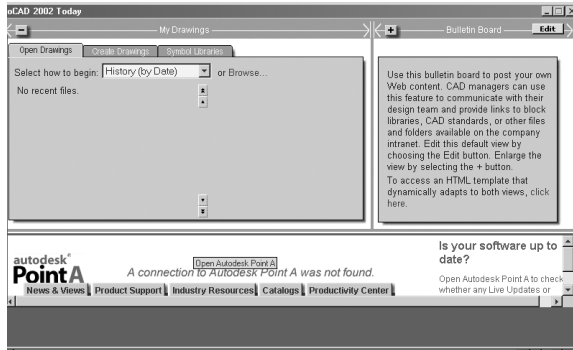 oCAD 2002 Today
My Drawings
Bulletin Board
Edit
Open Drawings
Create Drawings
Symbol Libraries
Select how to begin: History (by Date) or Browse...
No recent files.
Use this bulletin board to post your own
Web content. CAD managers can use
this feature to communicate with their
design team and provide links to block
libraries, CAD standards, or other files
and folders available on the company
intranet. Edit this default view by
choosing the Edit button. Enlarge the
view by selecting the + button.
To access an HTML template that
dynamically adapts to both views, click
here.
autodesk®
Point A
Open Autodesk Point A
A connection to Autodesk Point A was not found.
News & Views
Product Support
Industry Resources
Catalogs
Productivity Center
Is your software up to
date?
Open Autodesk Point A to check
whether any Live Updates or